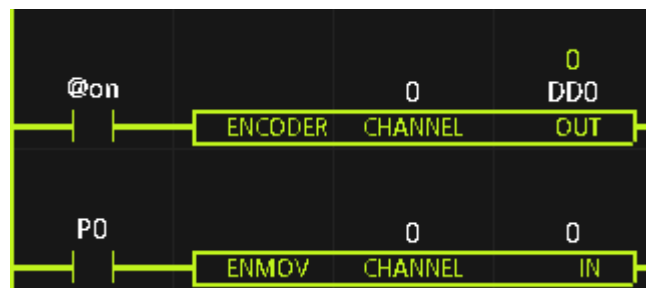 0
@on 0 DD0
ENCODER CHANNEL OUT
P0 0 0
ENMOV CHANNEL IN